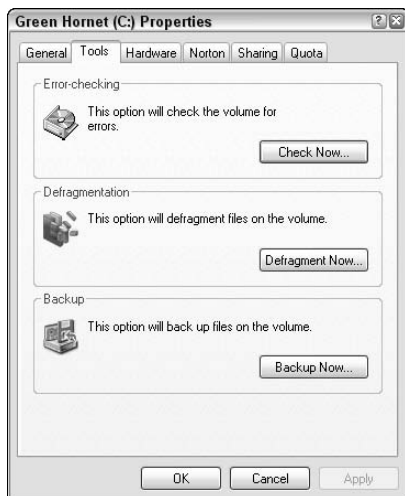 Green Hornet (C:) Properties
General Tools Hardware Norton Sharing Quota
Error-checking
This option will check the volume for
errors.
Check Now...
Defragmentation
This option will defragment files on the volume.
Defragment Now...
Backup
This option will back up files on the volume.
Backup Now...
OK Cancel Apply